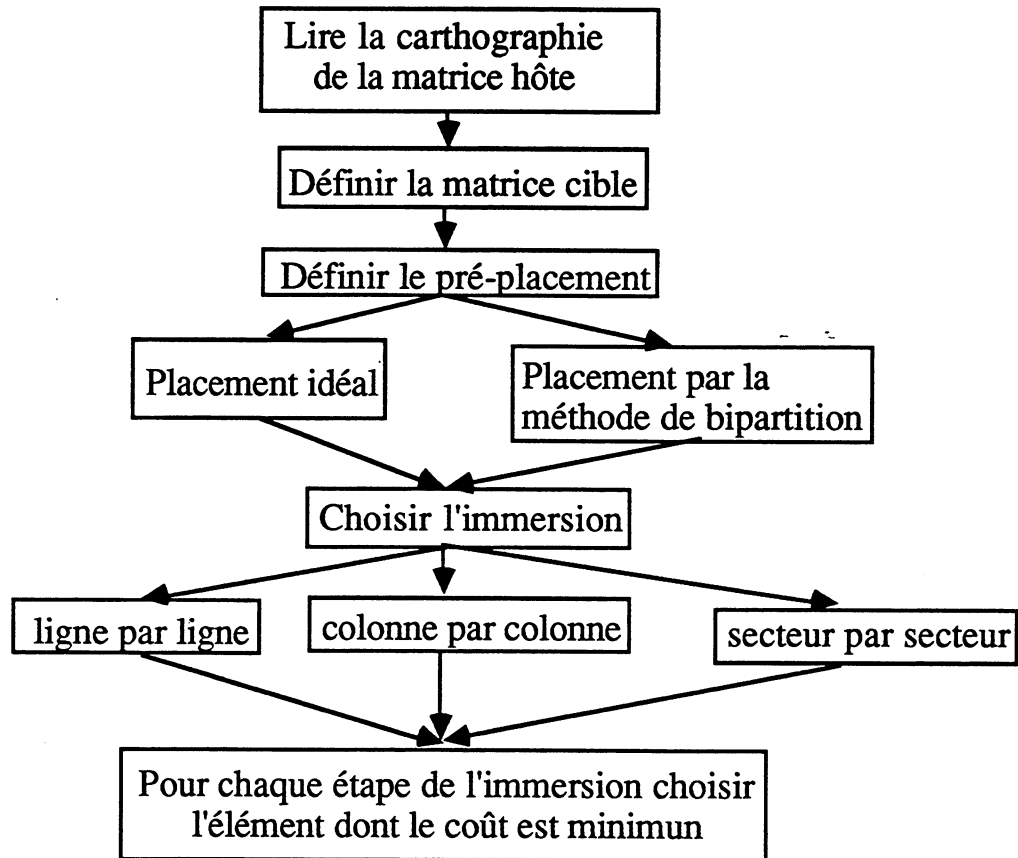 Lire la carthographie
de la matrice hôte
Définir la matrice cible
Définir le pré-placement
Placement idéal
Placement par la
méthode de bipartition
Choisir l'immersion
ligne par ligne
colonne par colonne
secteur par secteur
Pour chaque étape de l'immersion choisir
l'élément dont le coût est minimun